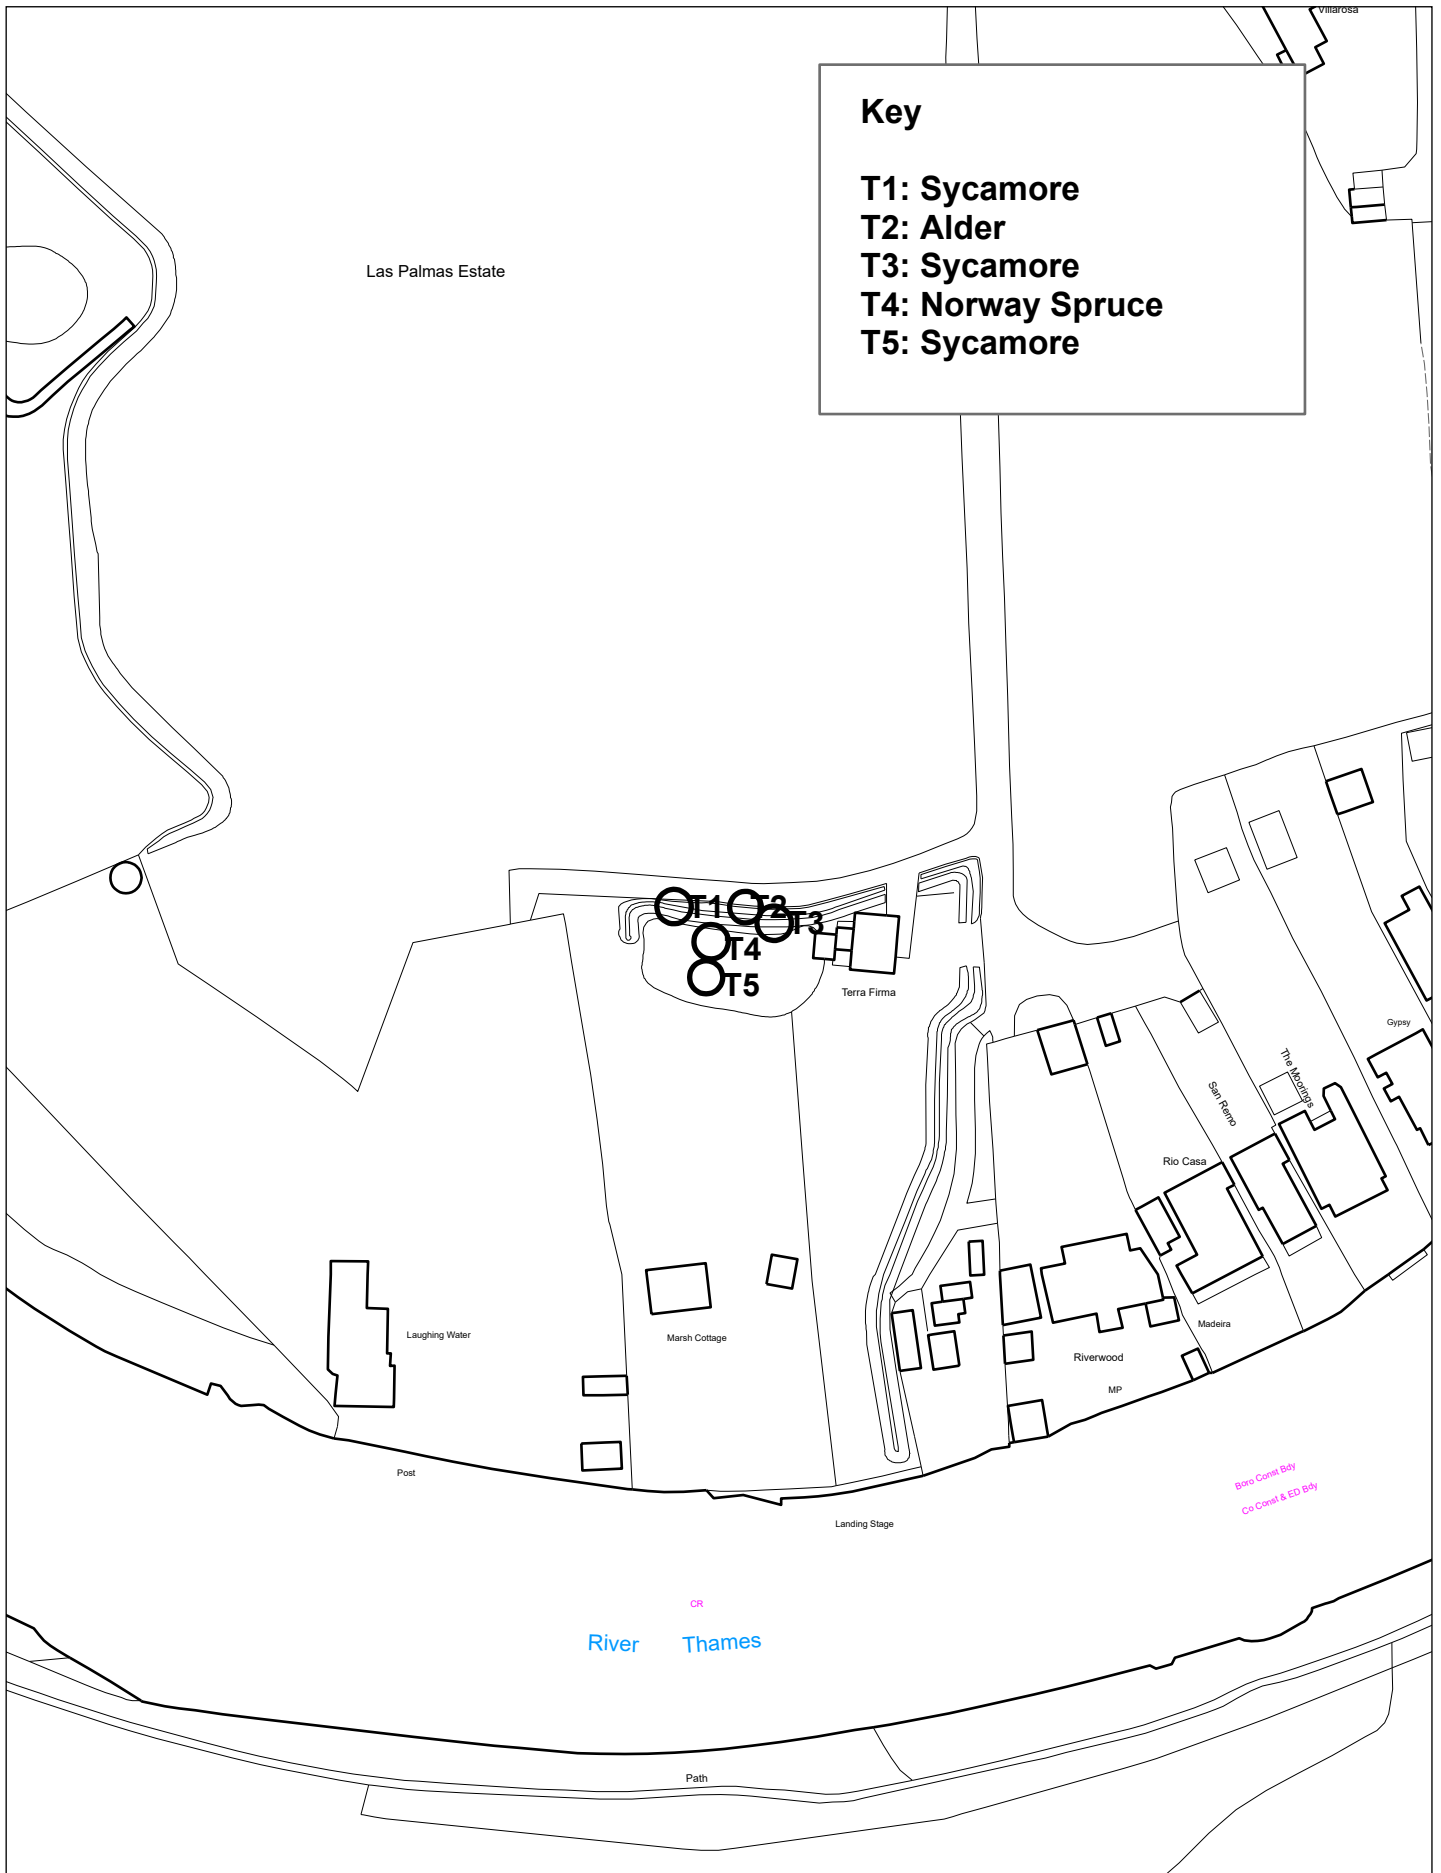 Villarosa
Key
T1: Sycamore
T2: Alder
T3: Sycamore
T4: Norway Spruce
T5: Sycamore
Las Palmas Estate
T1
T2
T3
T4
T5
Terra Firma
Gypsy
The Moorings
San Remo
Rio Casa
Laughing Water
Marsh Cottage
Madeira
Riverwood
MP
Post
Boro Const Bdy
Co Const & ED Bdy
Landing Stage
CR
River Thames
Path